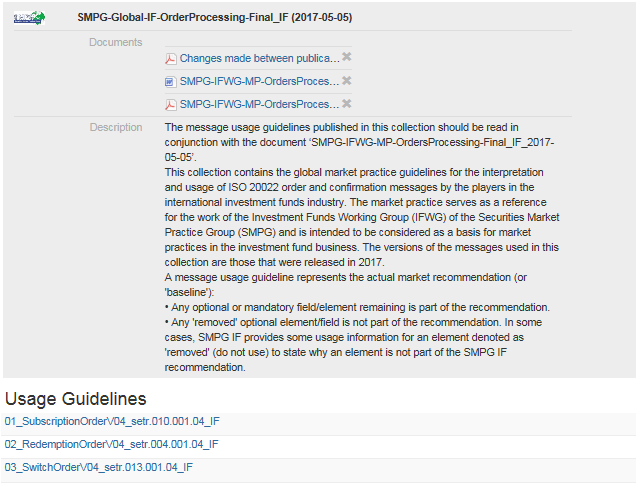 SMPG-Global-IF-OrderProcessing-Final_IF (2017-05-05)
Documents
Changes made between publica...
SMPG-IFWG-MP-OrdersProces...
SMPG-IFWG-MP-OrdersProces...
Description
The message usage guidelines published in this collection should be read in
conjunction with the document ‘SMPG-IFWG-MP-OrdersProcessing-Final_IF_2017-
05-05’.
This collection contains the global market practice guidelines for the interpretation
and usage of ISO 20022 order and confirmation messages by the players in the
international investment funds industry. The market practice serves as a reference
for the work of the Investment Funds Working Group (IFWG) of the Securities Market
Practice Group (SMPG) and is intended to be considered as a basis for market
practices in the investment fund business. The versions of the messages used in this
collection are those that were released in 2017.
A message usage guideline represents the actual market recommendation (or
'baseline'):
• Any optional or mandatory field/element remaining is part of the recommendation.
• Any 'removed' optional element/field is not part of the recommendation. In some
cases, SMPG IF provides some usage information for an element denoted as
'removed' (do not use) to state why an element is not part of the SMPG IF
recommendation.
Usage Guidelines
01_SubscriptionOrderV04_setr.010.001.04_IF
02_RedemptionOrderV04_setr.004.001.04_IF
03_SwitchOrderV04_setr.013.001.04_IF